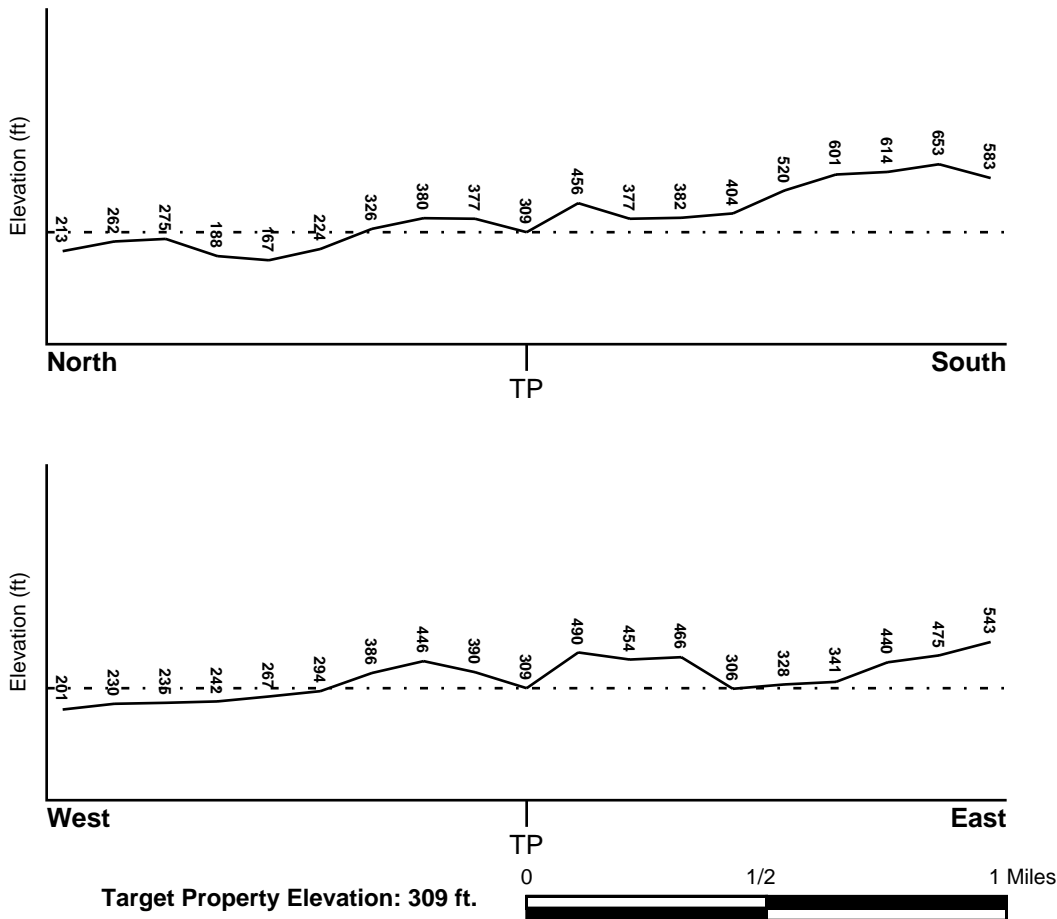 Elevation (ft)
213 262 275 188 167 224 326 380 377 309 456 377 382 404 520 601 614 653 583
North South
TP
Elevation (ft)
201 230 235 242 267 294 386 446 390 309 490 454 466 306 328 341 440 475 543
West East
TP
Target Property Elevation: 309 ft.
0 1/2 1 Miles